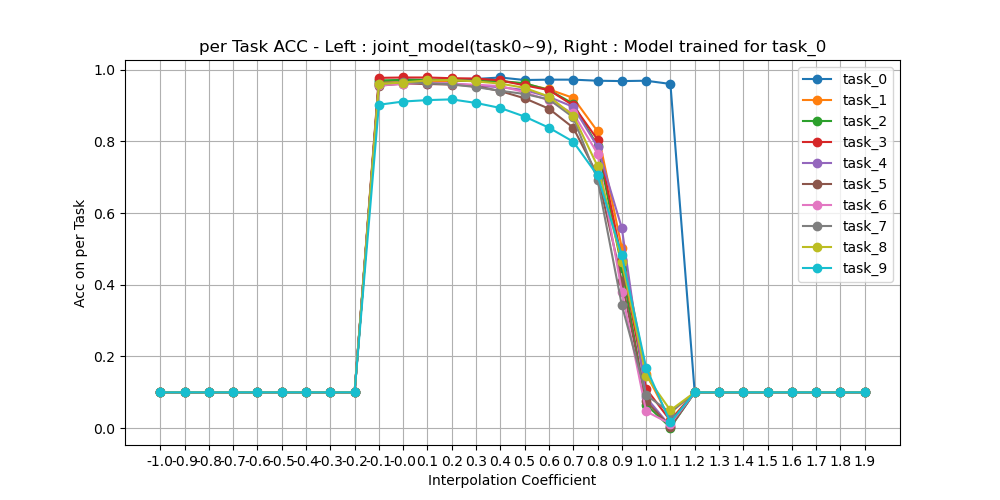 per Task ACC - Left : joint_model(task0~9), Right : Model trained for task_0
1.0
0.8
0.6
0.4
0.2
0.0
Acc on per Task
task_0
task_1
task_2
task_3
task_4
task_5
task_6
task_7
task_8
task_9
-1.0 -0.9 -0.8 -0.7 -0.6 -0.5 -0.4 -0.3 -0.2 -0.1 -0.0 0.1 0.2 0.3 0.4 0.5 0.6 0.7 0.8 0.9 1.0 1.1 1.2 1.3 1.4 1.5 1.6 1.7 1.8 1.9
Interpolation Coefficient